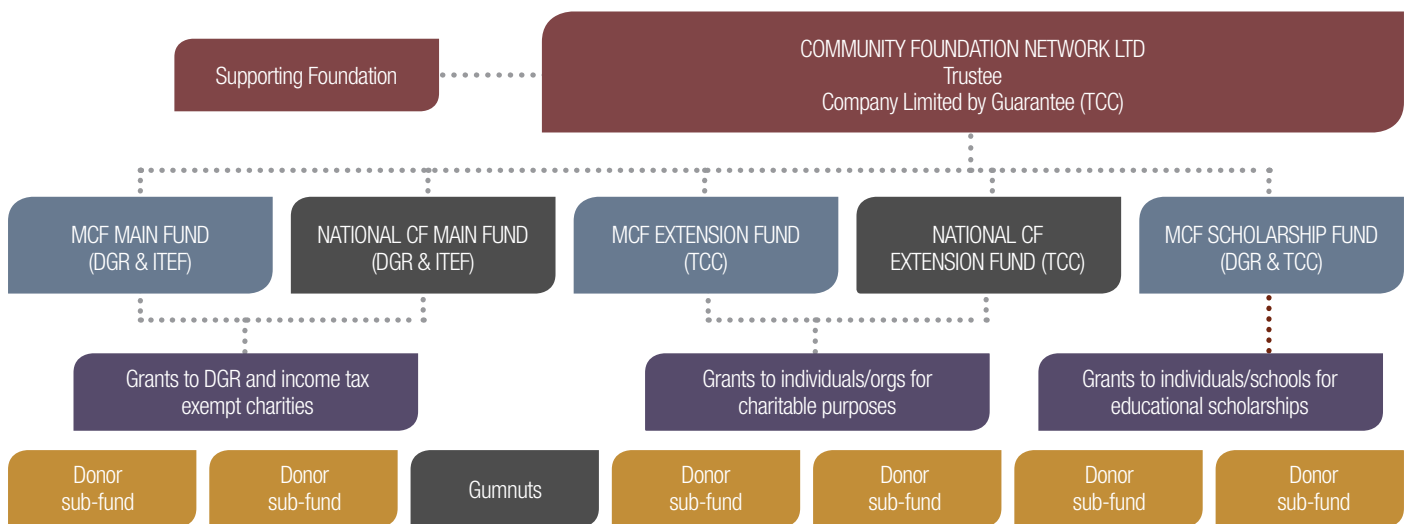 Supporting Foundation
COMMUNITY FOUNDATION NETWORK LTD
Trustee
Company Limited by Guarantee (TCC)
MCF MAIN FUND
(DGR & ITEF)
NATIONAL CF MAIN FUND
(DGR & ITEF)
MCF EXTENSION FUND
(TCC)
NATIONAL CF
EXTENSION FUND (TCC)
MCF SCHOLARSHIP FUND
(DGR & TCC)
Grants to DGR and income tax
exempt charities
Grants to individuals/orgs for
charitable purposes
Grants to individuals/schools for
educational scholarships
Donor
sub-fund
Donor
sub-fund
Gumnuts
Donor
sub-fund
Donor
sub-fund
Donor
sub-fund
Donor
sub-fund